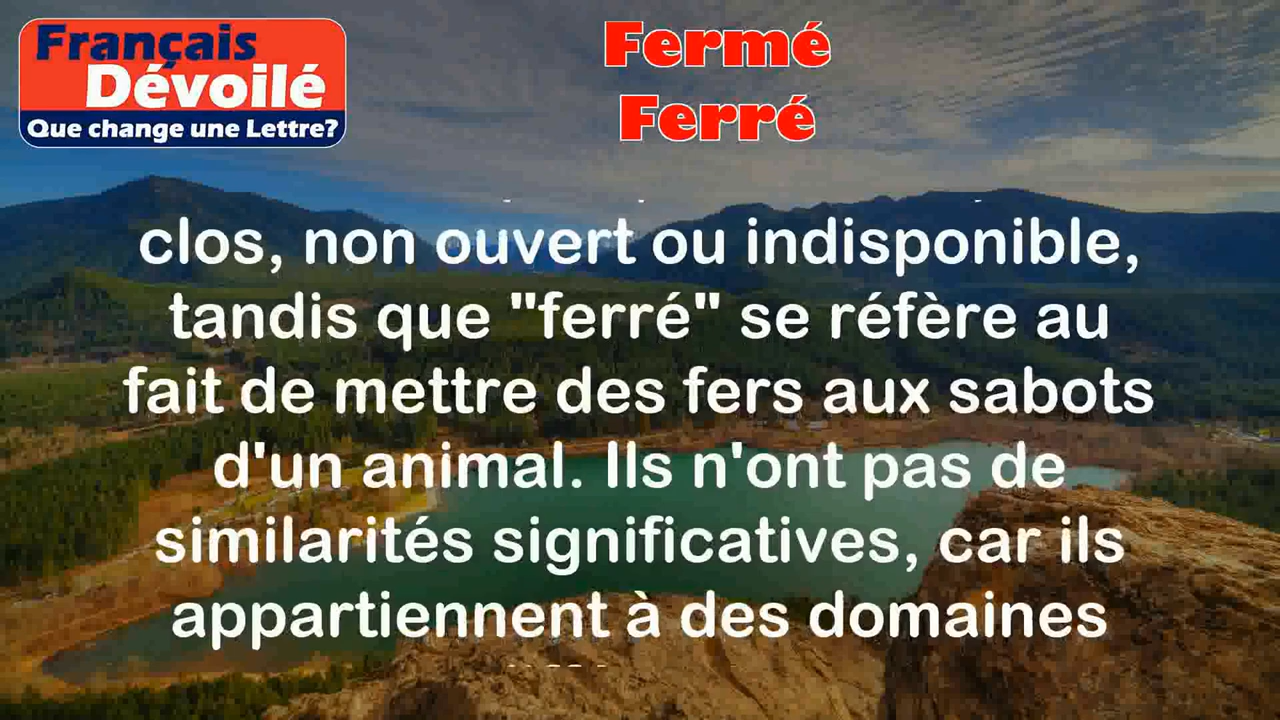 Français
Dévoilé
Que change une Lettre?
Fermé
Ferré
clos, non ouvert ou indisponible,
tandis que "ferré" se réfère au
fait de mettre des fers aux sabots
d'un animal. Ils n'ont pas de
similarités significatives, car ils
appartiennent à des domaines